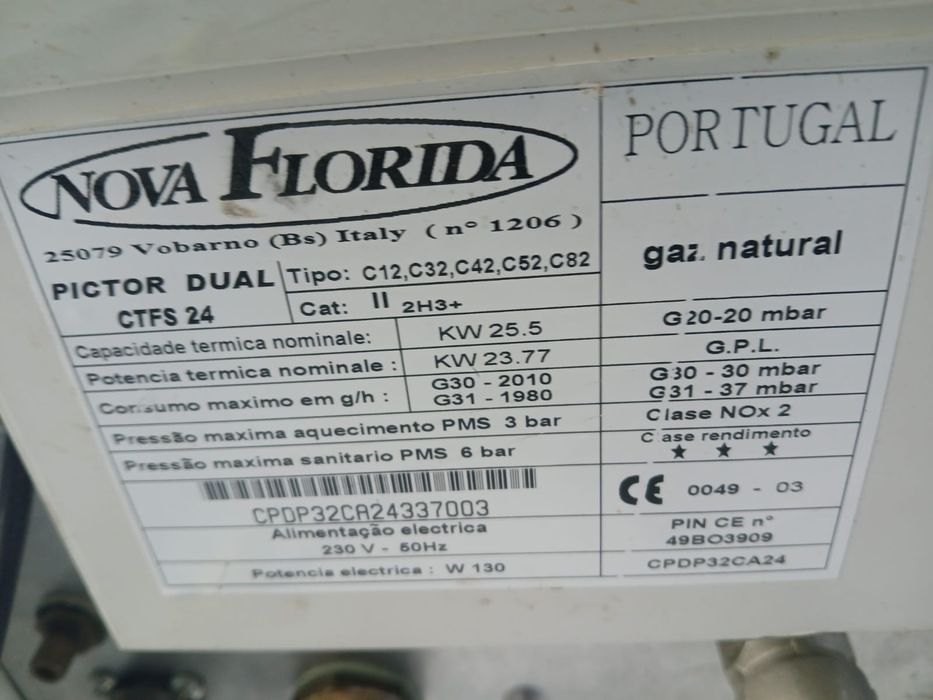 NOVA FLORIDA
25079 Vobarno (Bs) Italy ( nº 1206 )
PICTOR DUAL
CTFS 24
Tipo: C12,C32,C42,C52,C82
Cat: II 2H3+
Capacidade termica nominale: KW 25.5
Potencia termica nominale : KW 23.77
Consumo maximo em g/h : G30 - 2010
G31 - 1980
Pressão maxima aquecimento PMS 3 bar
Pressão maxima sanitario PMS 6 bar
CPDP32CA24337003
Alimentação electrica
230 V - 50Hz
Potencia electrica : W 130
PORTUGAL
gaz. natural
G20-20 mbar
G.P.L.
G30 - 30 mbar
G31 - 37 mbar
Clase NOx 2
Clase rendimento
★ ★ ★
CE 0049 - 03
PIN CE nº
49BO3909
CPDP32CA24